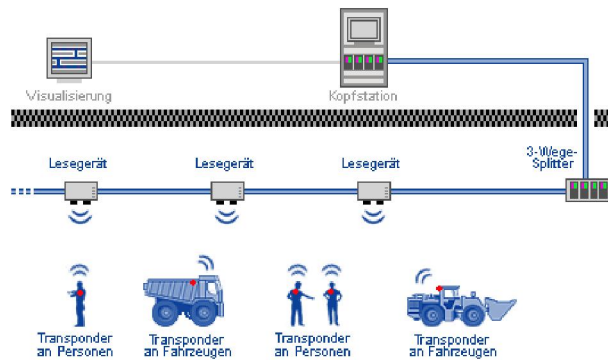 Visualisierung
Kopfstation
3-Wege-
Splitter
Lesegerät
Lesegerät
Lesegerät
Transponder
an Personen
Transponder
an Fahrzeugen
Transponder
an Personen
Transponder
an Fahrzeugen